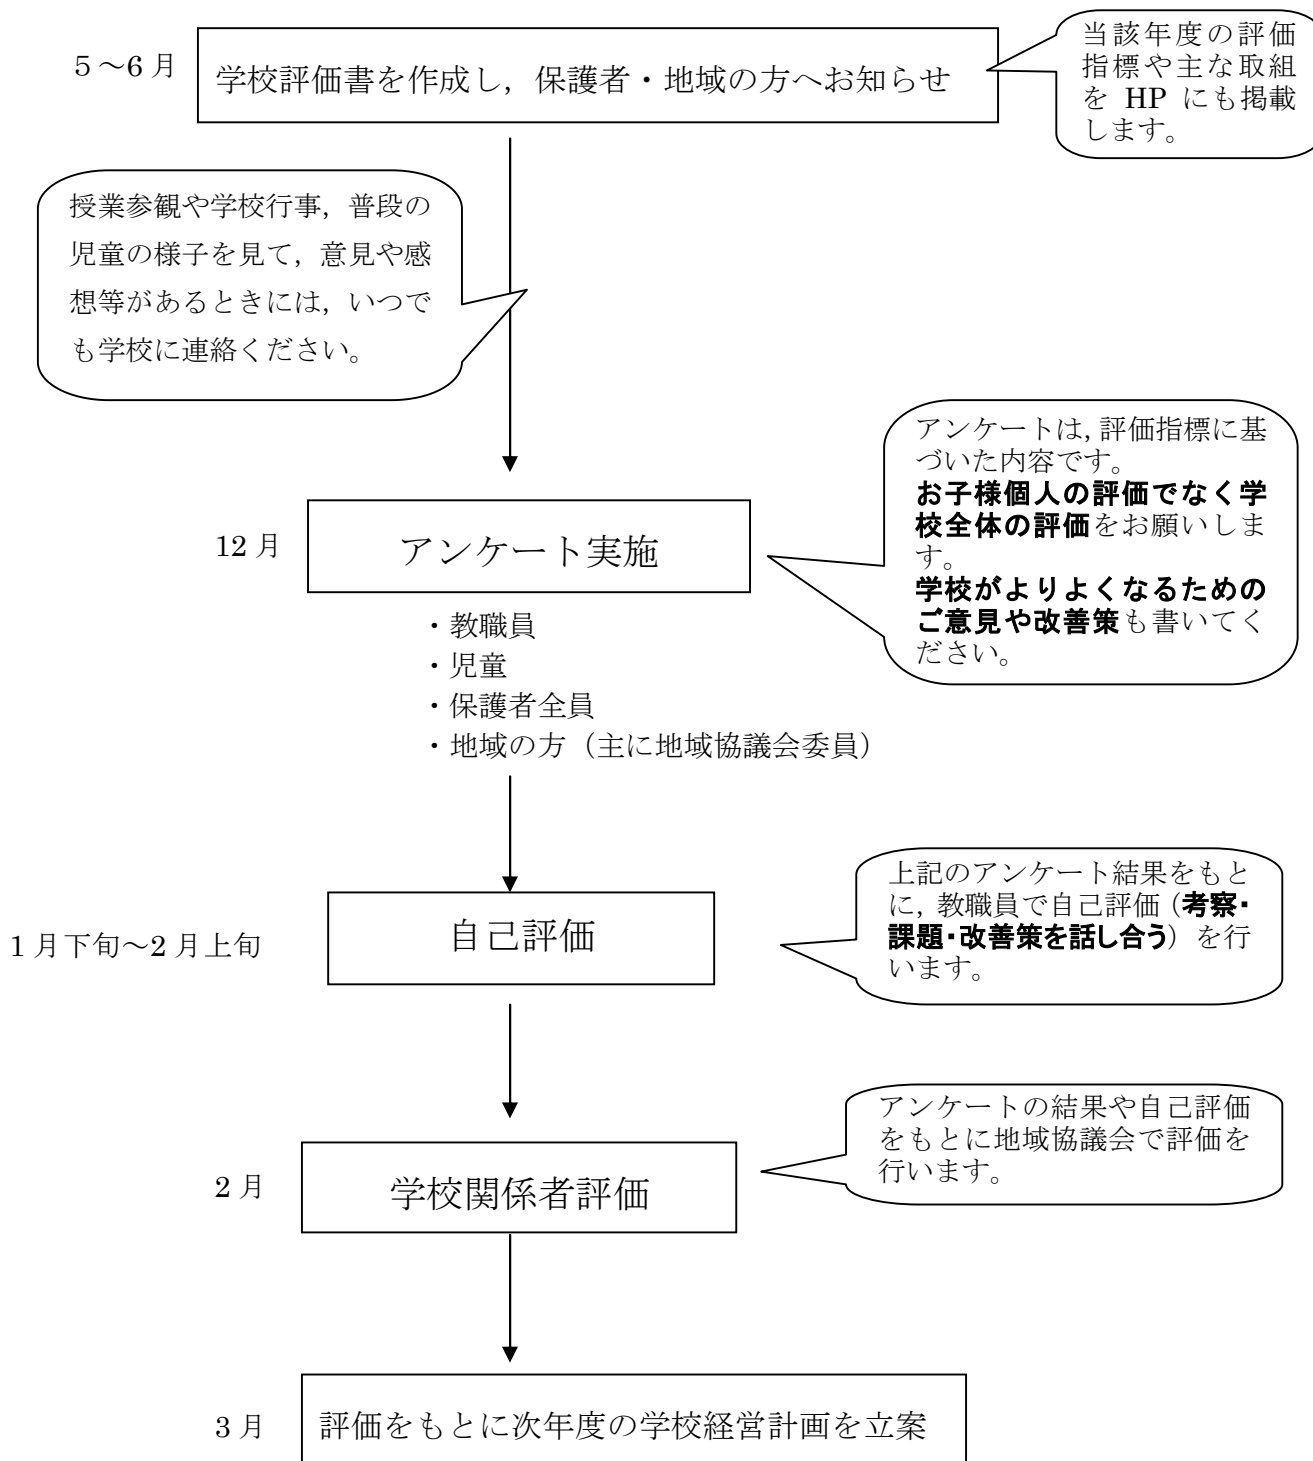 5～6月
学校評価書を作成し，保護者・地域の方へお知らせ
当該年度の評価
指標や主な取組
を HP にも掲載
します。
授業参観や学校行事，普段の
児童の様子を見て，意見や感
想等があるときには，いつで
も学校に連絡ください。
アンケートは，評価指標に基
づいた内容です。
お子様個人の評価でなく学
校全体の評価をお願いしま
す。
学校がよりよくなるための
ご意見や改善策も書いてく
ださい。
12月
アンケート実施
・教職員
・児童
・保護者全員
・地域の方（主に地域協議会委員）
上記のアンケート結果をもと
に，教職員で自己評価（考察・
課題・改善策を話し合う）を行
います。
1月下旬～2月上旬
自己評価
アンケートの結果や自己評価
をもとに地域協議会で評価を
行います。
2月
学校関係者評価
3月
評価をもとに次年度の学校経営計画を立案